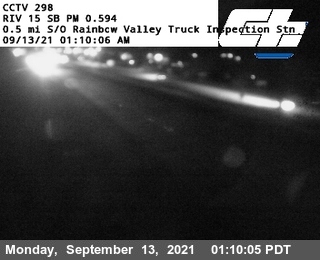 CCTV 298
RIV 15 SB PM 0.594
0.5 mi S/O Rainbow Valley Truck Inspection Stn
09/13/21 01:10:06 AM
Ct
Monday, September 13, 2021 01:10:05 PDT